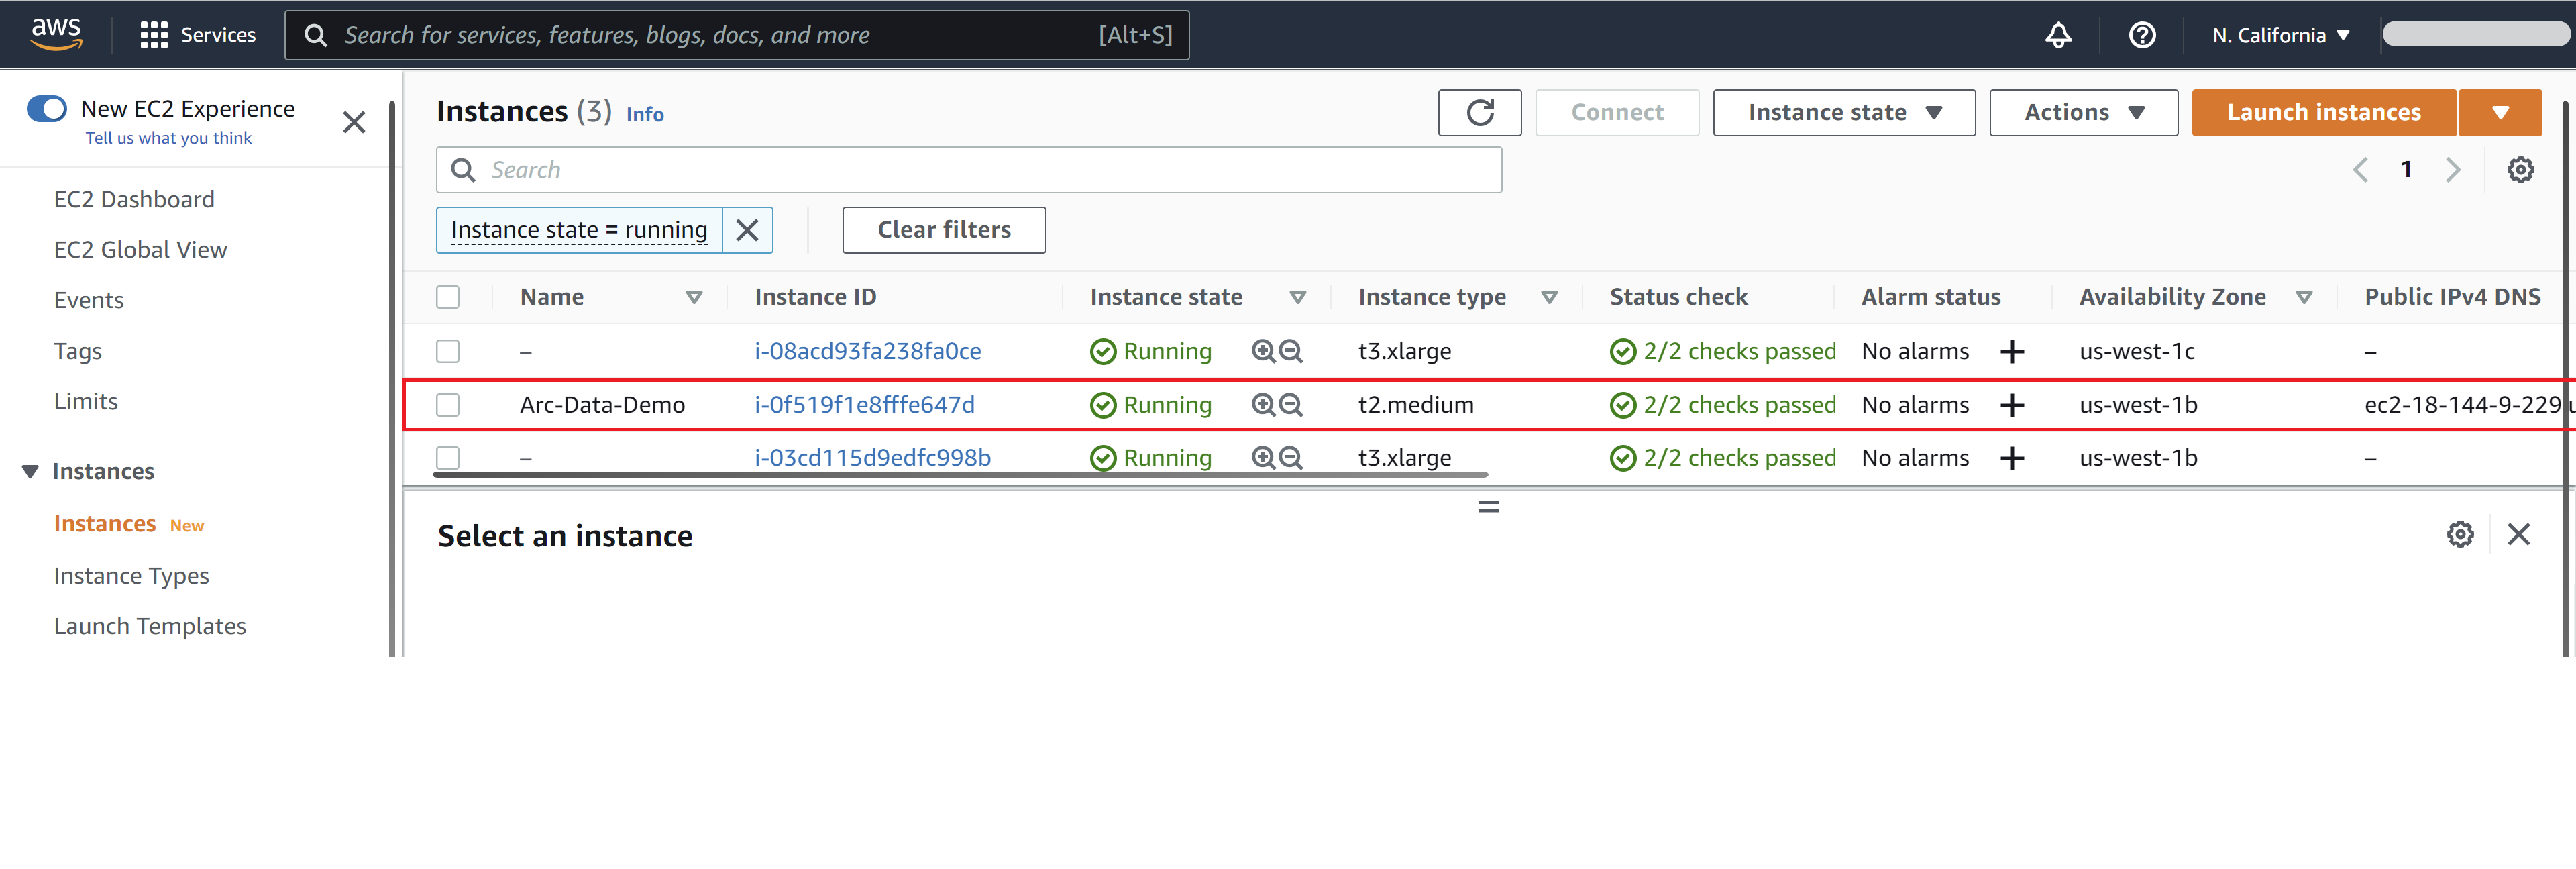 aws Services Search for services, features, blogs, docs, and more [Alt+S] N. California
New EC2 Experience
Tell us what you think
EC2 Dashboard
EC2 Global View
Events
Tags
Limits
Instances
Instances New
Instance Types
Launch Templates
Instances (3) Info Connect Instance state Actions Launch instances
Search 1
Instance state = running Clear filters
Name Instance ID Instance state Instance type Status check Alarm status Availability Zone Public IPv4 DNS
– i-08acd93fa238fa0ce Running t3.xlarge 2/2 checks passed No alarms + us-west-1c –
Arc-Data-Demo i-0f519f1e8fffe647d Running t2.medium 2/2 checks passed No alarms + us-west-1b ec2-18-144-9-229
– i-03cd115d9edfc998b Running t3.xlarge 2/2 checks passed No alarms + us-west-1b –
Select an instance